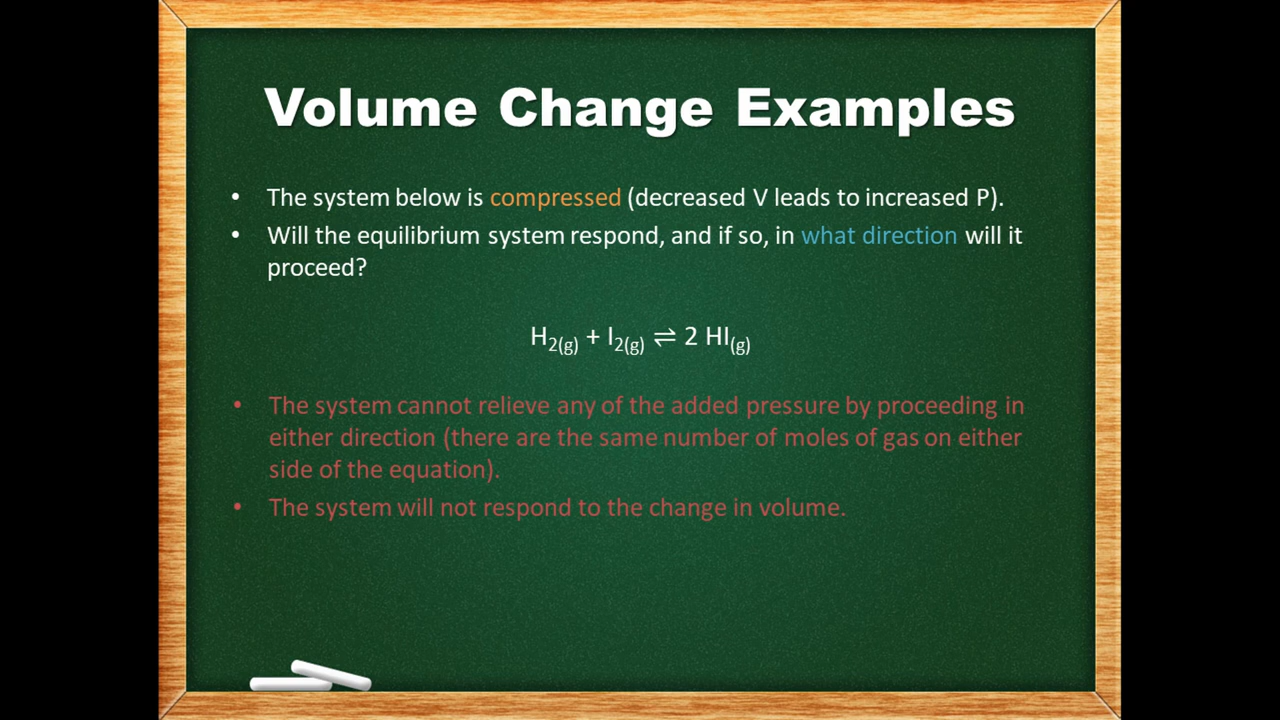 Volume Change Examples
• The system below is compressed (decreased V leads to increased P).
• Will the equilibrium system respond, and if so, in what direction will it
proceed?
H₂₍g₎ + I₂₍g₎ ⇌ 2 HI₍g₎
• The system cannot relieve any of the added pressure by proceeding in
either direction (there are the same number of moles of gas on either
side of the equation).
• The system will not respond to the change in volume.